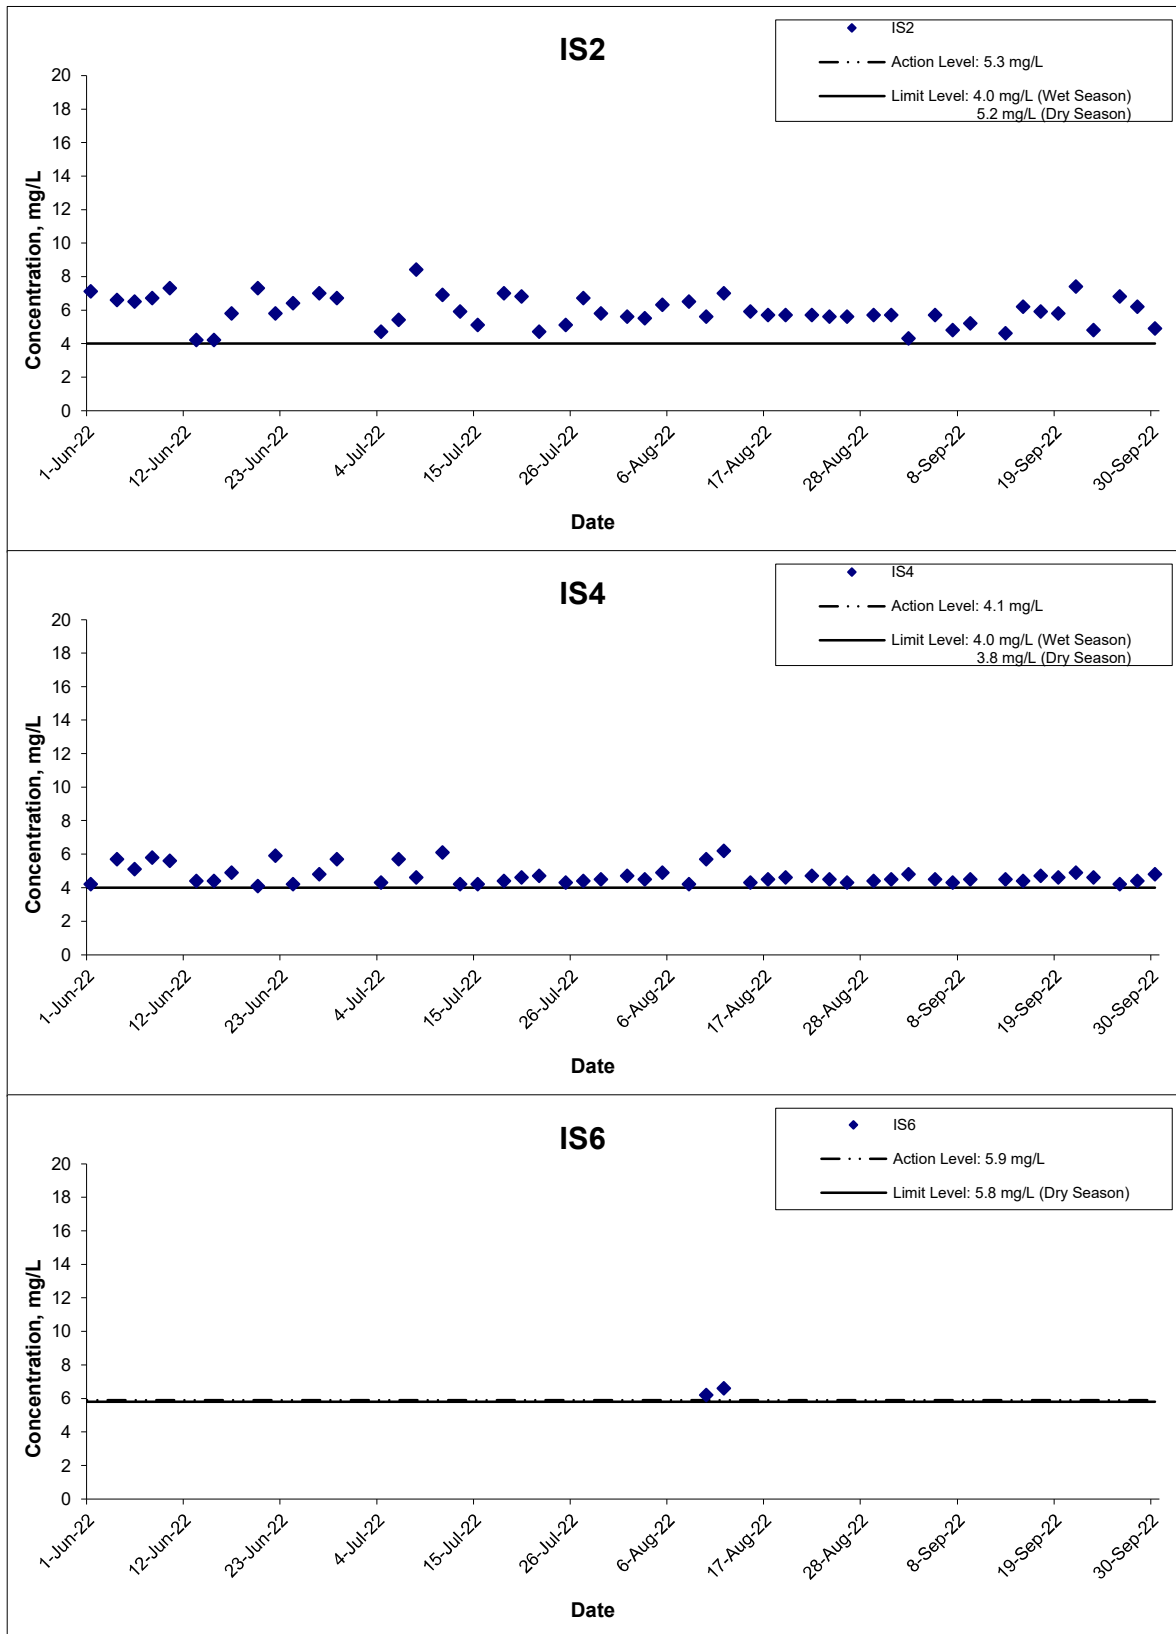 IS2
IS2
Action Level: 5.3 mg/L
Limit Level: 4.0 mg/L (Wet Season)
5.2 mg/L (Dry Season)
Concentration, mg/L
20
18
16
14
12
10
8
6
4
2
0
1-Jun-22
12-Jun-22
23-Jun-22
4-Jul-22
15-Jul-22
26-Jul-22
6-Aug-22
17-Aug-22
28-Aug-22
8-Sep-22
19-Sep-22
30-Sep-22
Date
IS4
IS4
Action Level: 4.1 mg/L
Limit Level: 4.0 mg/L (Wet Season)
3.8 mg/L (Dry Season)
Concentration, mg/L
20
18
16
14
12
10
8
6
4
2
0
1-Jun-22
12-Jun-22
23-Jun-22
4-Jul-22
15-Jul-22
26-Jul-22
6-Aug-22
17-Aug-22
28-Aug-22
8-Sep-22
19-Sep-22
30-Sep-22
Date
IS6
IS6
Action Level: 5.9 mg/L
Limit Level: 5.8 mg/L (Dry Season)
Concentration, mg/L
20
18
16
14
12
10
8
6
4
2
0
1-Jun-22
12-Jun-22
23-Jun-22
4-Jul-22
15-Jul-22
26-Jul-22
6-Aug-22
17-Aug-22
28-Aug-22
8-Sep-22
19-Sep-22
30-Sep-22
Date